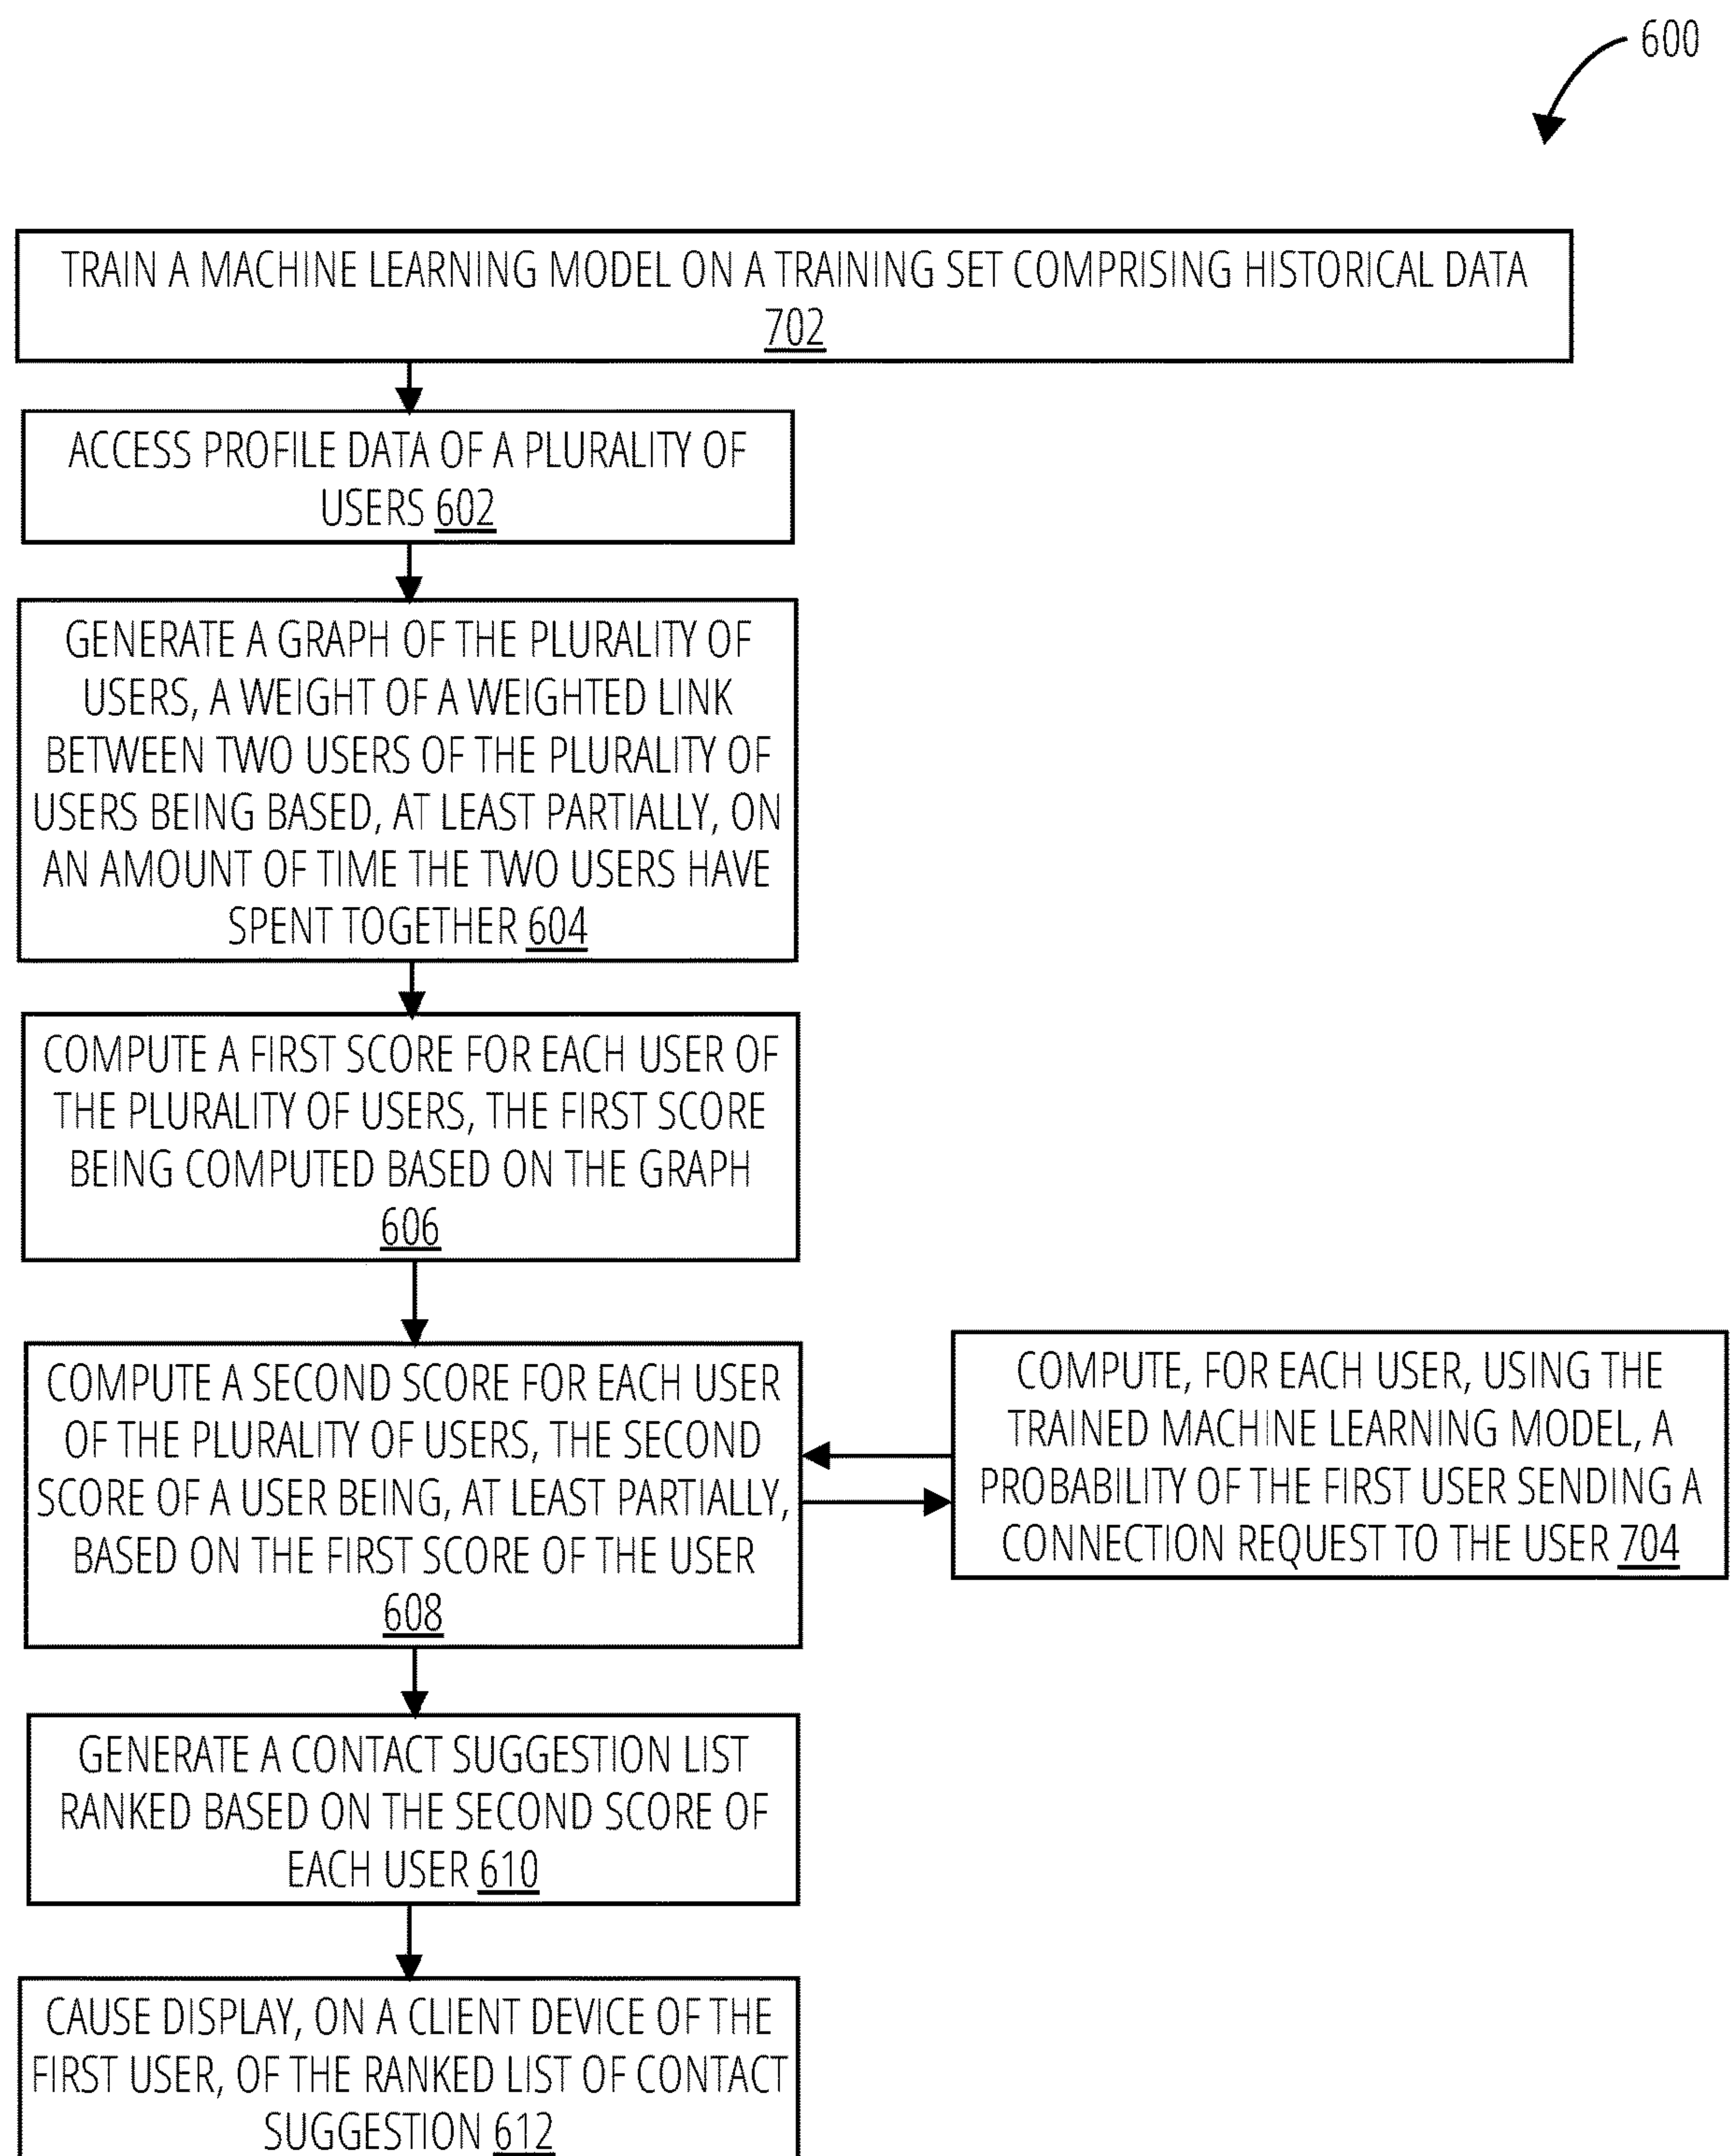 600
TRAIN A MACHINE LEARNING MODEL ON A TRAINING SET COMPRISING HISTORICAL DATA
702
ACCESS PROFILE DATA OF A PLURALITY OF
USERS 602
GENERATE A GRAPH OF THE PLURALITY OF
USERS, A WEIGHT OF A WEIGHTED LINK
BETWEEN TWO USERS OF THE PLURALITY OF
USERS BEING BASED, AT LEAST PARTIALLY, ON
AN AMOUNT OF TIME THE TWO USERS HAVE
SPENT TOGETHER 604
COMPUTE A FIRST SCORE FOR EACH USER OF
THE PLURALITY OF USERS, THE FIRST SCORE
BEING COMPUTED BASED ON THE GRAPH
606
COMPUTE A SECOND SCORE FOR EACH USER
OF THE PLURALITY OF USERS, THE SECOND
SCORE OF A USER BEING, AT LEAST PARTIALLY,
BASED ON THE FIRST SCORE OF THE USER
608
COMPUTE, FOR EACH USER, USING THE
TRAINED MACHINE LEARNING MODEL, A
PROBABILITY OF THE FIRST USER SENDING A
CONNECTION REQUEST TO THE USER 704
GENERATE A CONTACT SUGGESTION LIST
RANKED BASED ON THE SECOND SCORE OF
EACH USER 610
CAUSE DISPLAY, ON A CLIENT DEVICE OF THE
FIRST USER, OF THE RANKED LIST OF CONTACT
SUGGESTION 612